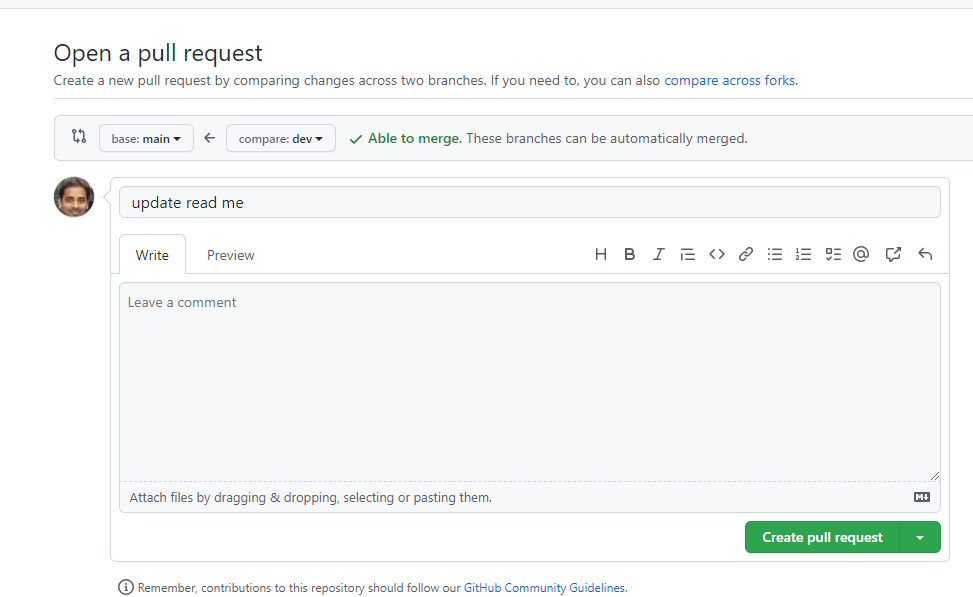 Open a pull request
Create a new pull request by comparing changes across two branches. If you need to, you can also compare across forks.
base: main compare: dev Able to merge. These branches can be automatically merged.
update read me
Write Preview H B I
Leave a comment
Attach files by dragging & dropping, selecting or pasting them.
Create pull request
Remember, contributions to this repository should follow our GitHub Community Guidelines.